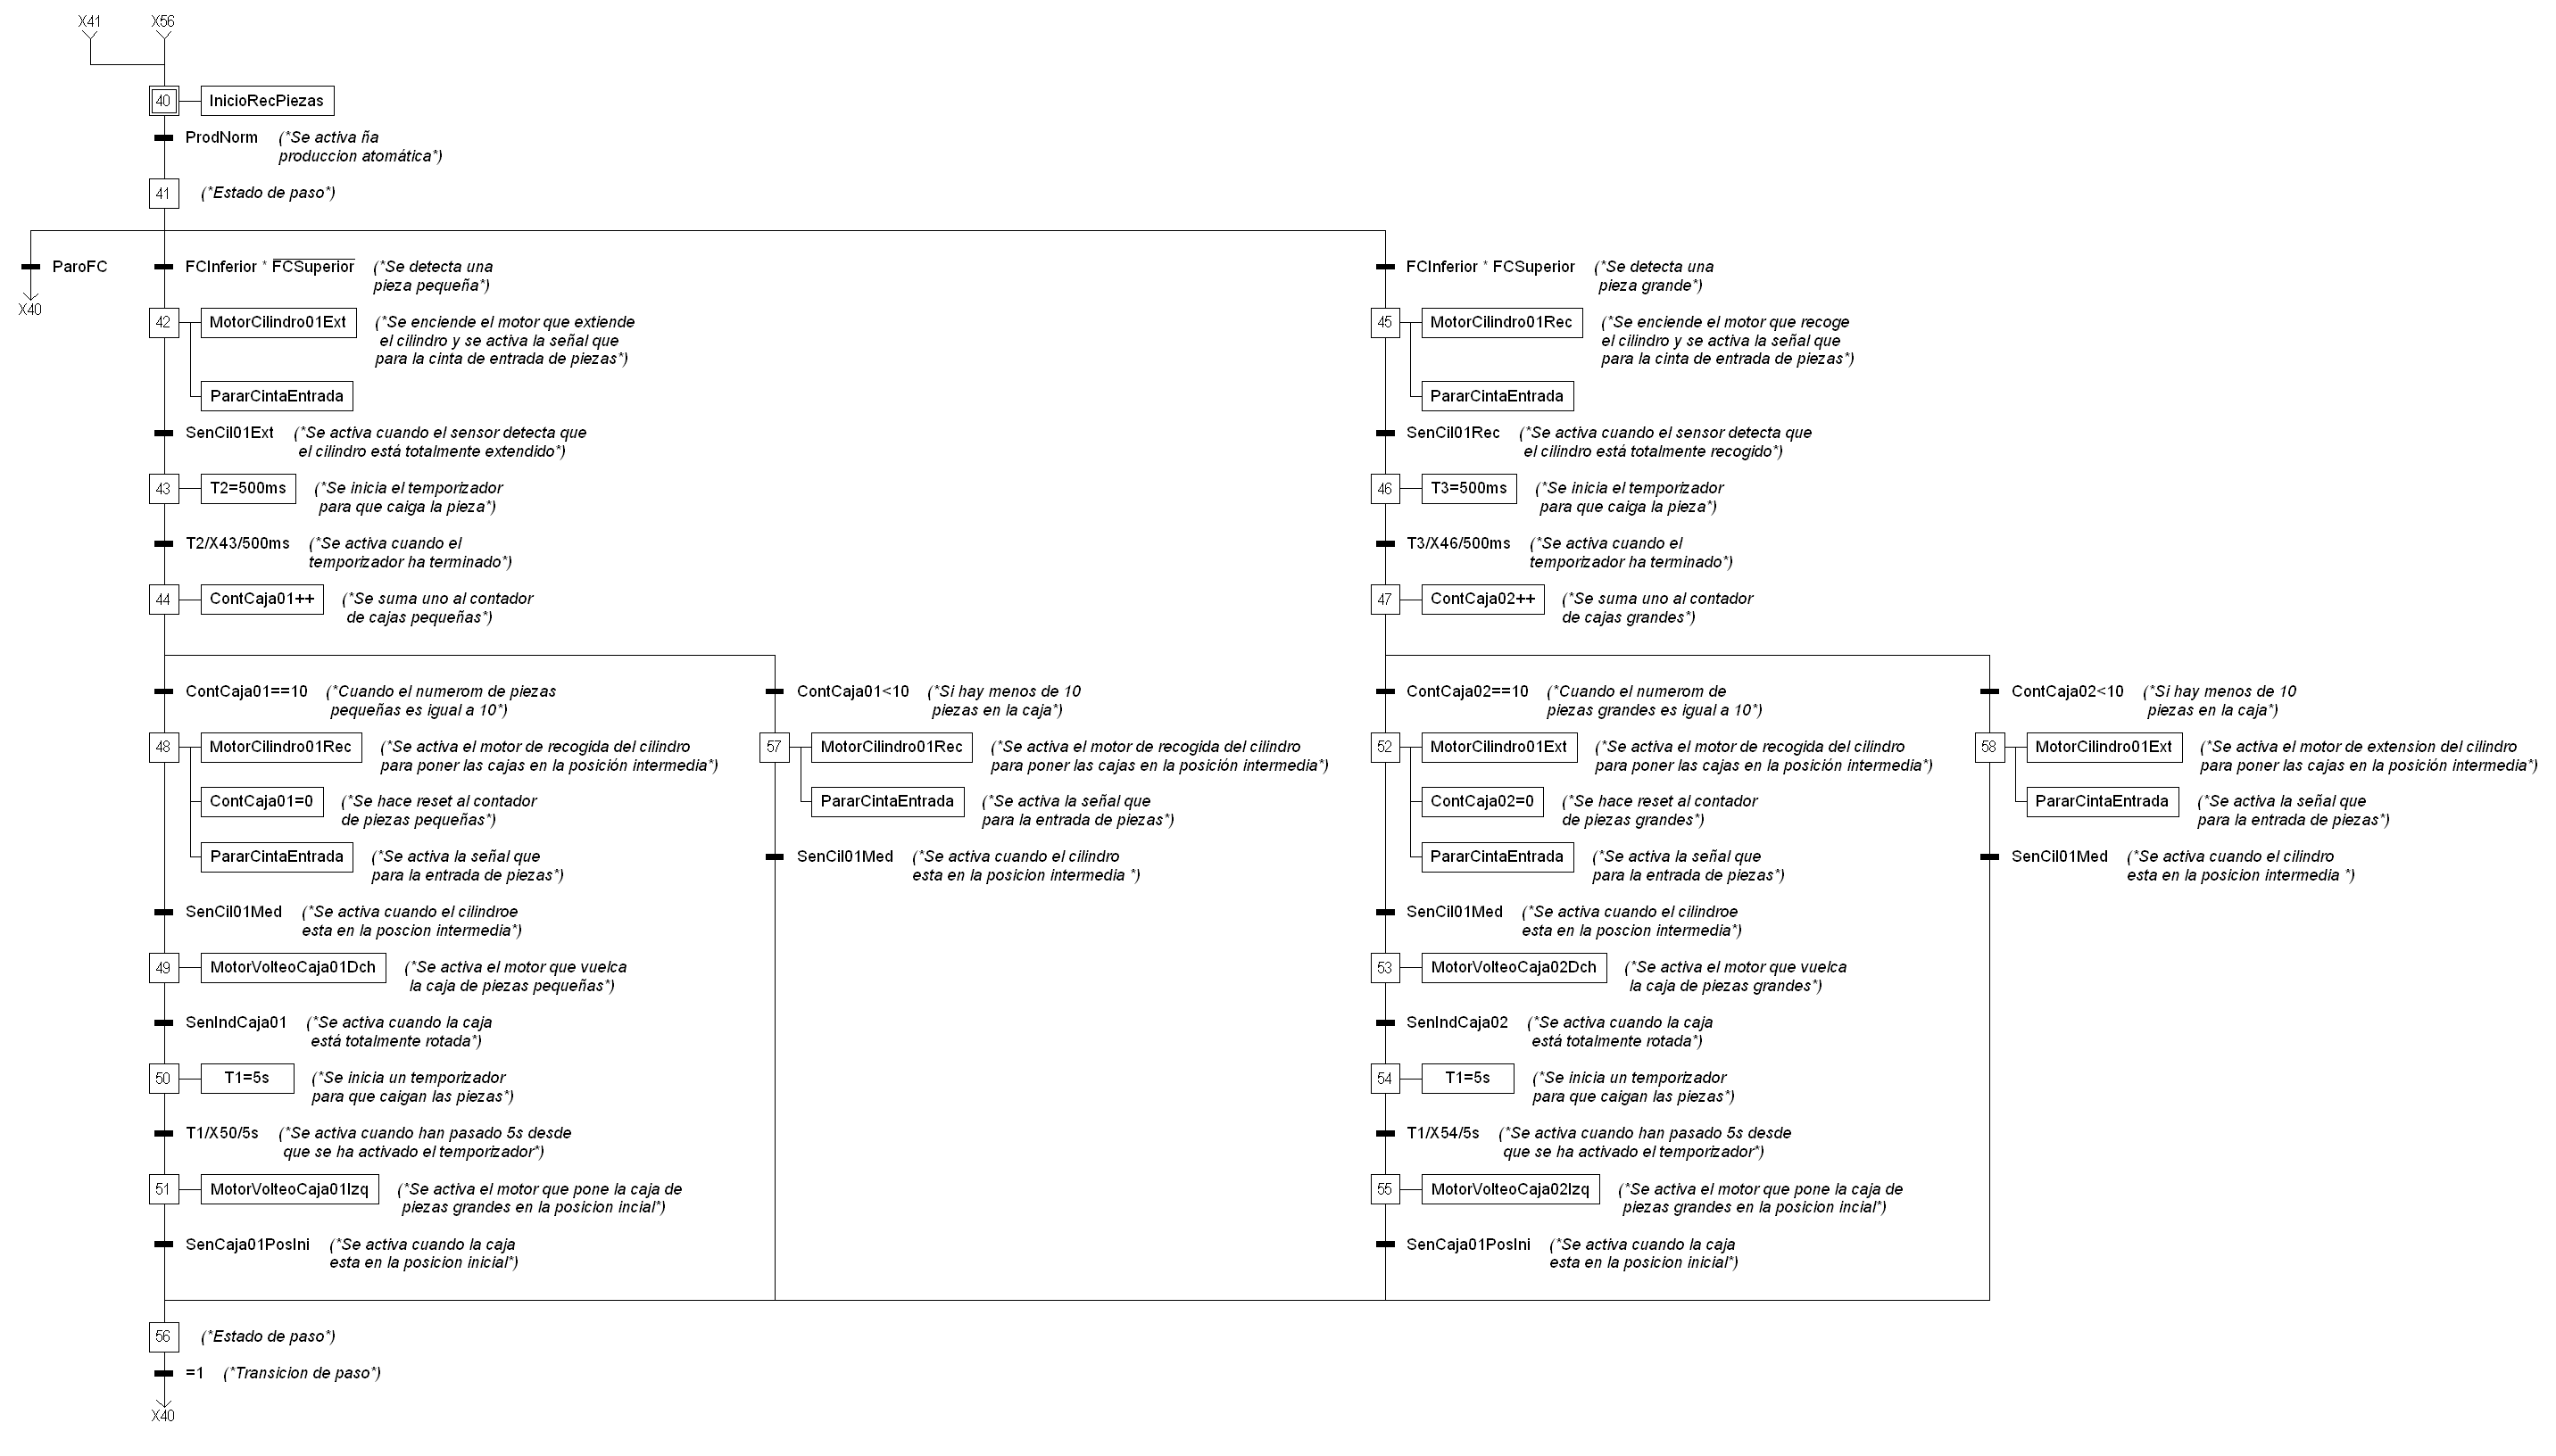 X41 X56
40 InicioRecPiezas
ProdNorm (*Se activa ña
produccion atomática*)
41 (*Estado de paso*)
ParoFC
X40
FCInferior * FCSuperior (*Se detecta una
pieza pequeña*)
42 MotorCilindro01Ext (*Se enciende el motor que extiende
el cilindro y se activa la señal que
para la cinta de entrada de piezas*)
PararCintaEntrada
SenCil01Ext (*Se activa cuando el sensor detecta que
el cilindro está totalmente extendido*)
43 T2=500ms (*Se inicia el temporizador
para que caiga la pieza*)
T2/X43/500ms (*Se activa cuando el
temporizador ha terminado*)
44 ContCaja01++ (*Se suma uno al contador
de cajas pequeñas*)
ContCaja01==10 (*Cuando el numerom de piezas
pequeñas es igual a 10*)
48 MotorCilindro01Rec (*Se activa el motor de recogida del cilindro
para poner las cajas en la posición intermedia*)
ContCaja01=0 (*Se hace reset al contador
de piezas pequeñas*)
PararCintaEntrada (*Se activa la señal que
para la entrada de piezas*)
SenCil01Med (*Se activa cuando el cilindroe
esta en la poscion intermedia*)
49 MotorVolteoCaja01Dch (*Se activa el motor que vuelca
la caja de piezas pequeñas*)
SenIndCaja01 (*Se activa cuando la caja
está totalmente rotada*)
50 T1=5s (*Se inicia un temporizador
para que caigan las piezas*)
T1/X50/5s (*Se activa cuando han pasado 5s desde
que se ha activado el temporizador*)
51 MotorVolteoCaja01Izq (*Se activa el motor que pone la caja de
piezas grandes en la posicion incial*)
SenCaja01PosIni (*Se activa cuando la caja
esta en la posicion inicial*)
ContCaja01<10 (*Si hay menos de 10
piezas en la caja*)
57 MotorCilindro01Rec (*Se activa el motor de recogida del cilindro
para poner las cajas en la posición intermedia*)
PararCintaEntrada (*Se activa la señal que
para la entrada de piezas*)
SenCil01Med (*Se activa cuando el cilindro
esta en la posicion intermedia *)
FCInferior * FCSuperior (*Se detecta una
pieza grande*)
45 MotorCilindro01Rec (*Se enciende el motor que recoge
el cilindro y se activa la señal que
para la cinta de entrada de piezas*)
PararCintaEntrada
SenCil01Rec (*Se activa cuando el sensor detecta que
el cilindro está totalmente recogido*)
46 T3=500ms (*Se inicia el temporizador
para que caiga la pieza*)
T3/X46/500ms (*Se activa cuando el
temporizador ha terminado*)
47 ContCaja02++ (*Se suma uno al contador
de cajas grandes*)
ContCaja02==10 (*Cuando el numerom de
piezas grandes es igual a 10*)
52 MotorCilindro01Ext (*Se activa el motor de recogida del cilindro
para poner las cajas en la posición intermedia*)
ContCaja02=0 (*Se hace reset al contador
de piezas grandes*)
PararCintaEntrada (*Se activa la señal que
para la entrada de piezas*)
SenCil01Med (*Se activa cuando el cilindroe
esta en la poscion intermedia*)
53 MotorVolteoCaja02Dch (*Se activa el motor que vuelca
la caja de piezas grandes*)
SenIndCaja02 (*Se activa cuando la caja
está totalmente rotada*)
54 T1=5s (*Se inicia un temporizador
para que caigan las piezas*)
T1/X54/5s (*Se activa cuando han pasado 5s desde
que se ha activado el temporizador*)
55 MotorVolteoCaja02Izq (*Se activa el motor que pone la caja de
piezas grandes en la posicion incial*)
SenCaja01PosIni (*Se activa cuando la caja
esta en la posicion inicial*)
ContCaja02<10 (*Si hay menos de 10
piezas en la caja*)
58 MotorCilindro01Ext (*Se activa el motor de extension del cilindro
para poner las cajas en la posición intermedia*)
PararCintaEntrada (*Se activa la señal que
para la entrada de piezas*)
SenCil01Med (*Se activa cuando el cilindro
esta en la posicion intermedia *)
56 (*Estado de paso*)
=1 (*Transicion de paso*)
X40